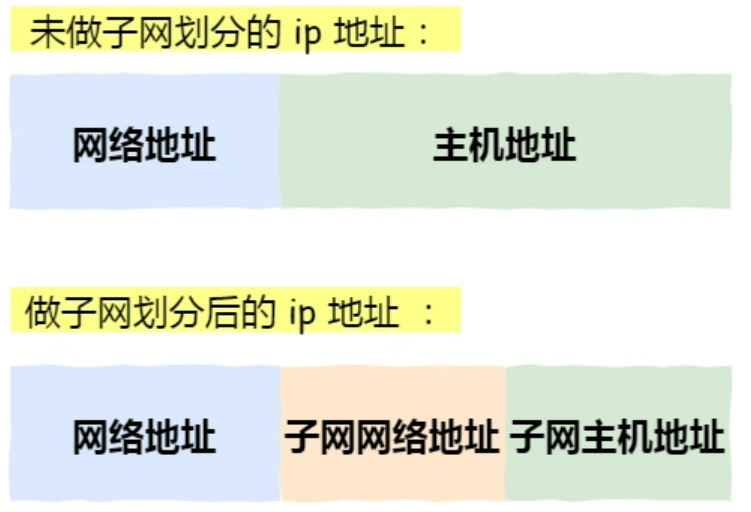 未做子网划分的 ip 地址：
网络地址 主机地址
做子网划分后的 ip 地址 ：
网络地址 子网网络地址 子网主机地址